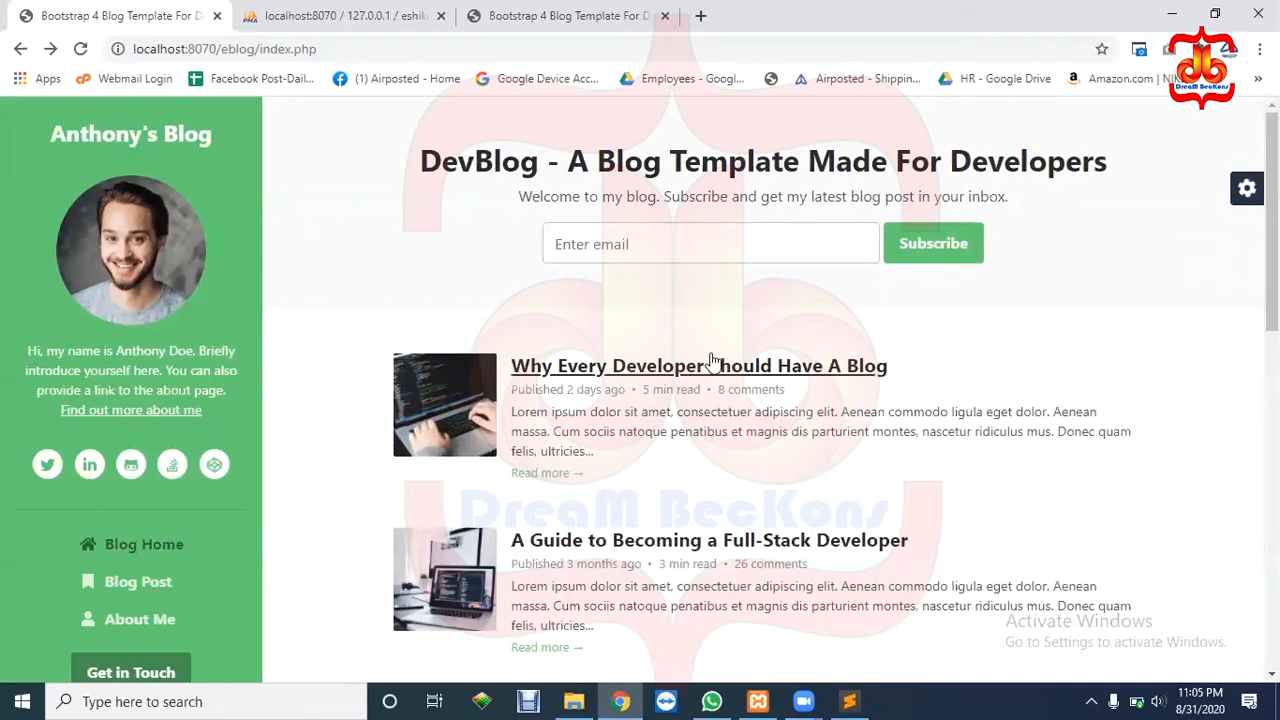 Bootstrap 4 Blog Template For D
localhost:8070 / 127.0.0.1 / eshik
Bootstrap 4 Blog Template For D
localhost:8070/eblog/index.php
Apps
Webmail Login
Facebook Post-Dail...
(1) Airposted - Home
Google Device Acc...
Employees - Googl...
Airposted - Shippin...
HR - Google Drive
Amazon.com | NIK
DreaM BecKons
Anthony's Blog
Hi, my name is Anthony Doe. Briefly
introduce yourself here. You can also
provide a link to the about page.
Find out more about me
Blog Home
Blog Post
About Me
Get in Touch
DevBlog - A Blog Template Made For Developers
Welcome to my blog. Subscribe and get my latest blog post in your inbox.
Enter email
Subscribe
Why Every Developer Should Have A Blog
Published 2 days ago • 5 min read • 8 comments
Lorem ipsum dolor sit amet, consectetuer adipiscing elit. Aenean commodo ligula eget dolor. Aenean
massa. Cum sociis natoque penatibus et magnis dis parturient montes, nascetur ridiculus mus. Donec quam
felis, ultricies...
Read more →
DreaM BecKons
A Guide to Becoming a Full-Stack Developer
Published 3 months ago • 3 min read • 26 comments
Lorem ipsum dolor sit amet, consectetuer adipiscing elit. Aenean commodo ligula eget dolor. Aenean
massa. Cum sociis natoque penatibus et magnis dis parturient montes, nascetur ridiculus mus. Donec quam
felis, ultricies...
Read more →
Activate Windows
Go to Settings to activate Windows.
Type here to search
11:05 PM
8/31/2020